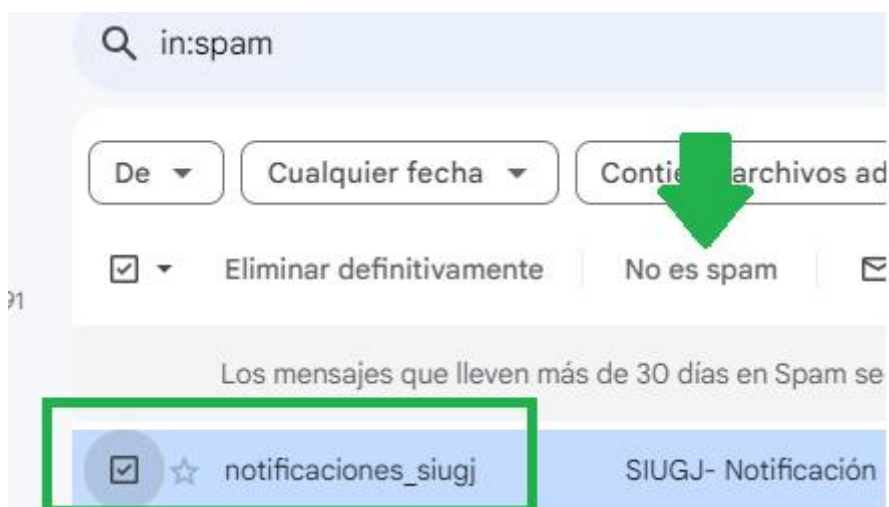 in:spam
De Cualquier fecha Contie archivos ad
Eliminar definitivamente No es spam
91
Los mensajes que lleven más de 30 días en Spam se
notificaciones_siugj SIUGJ- Notificación